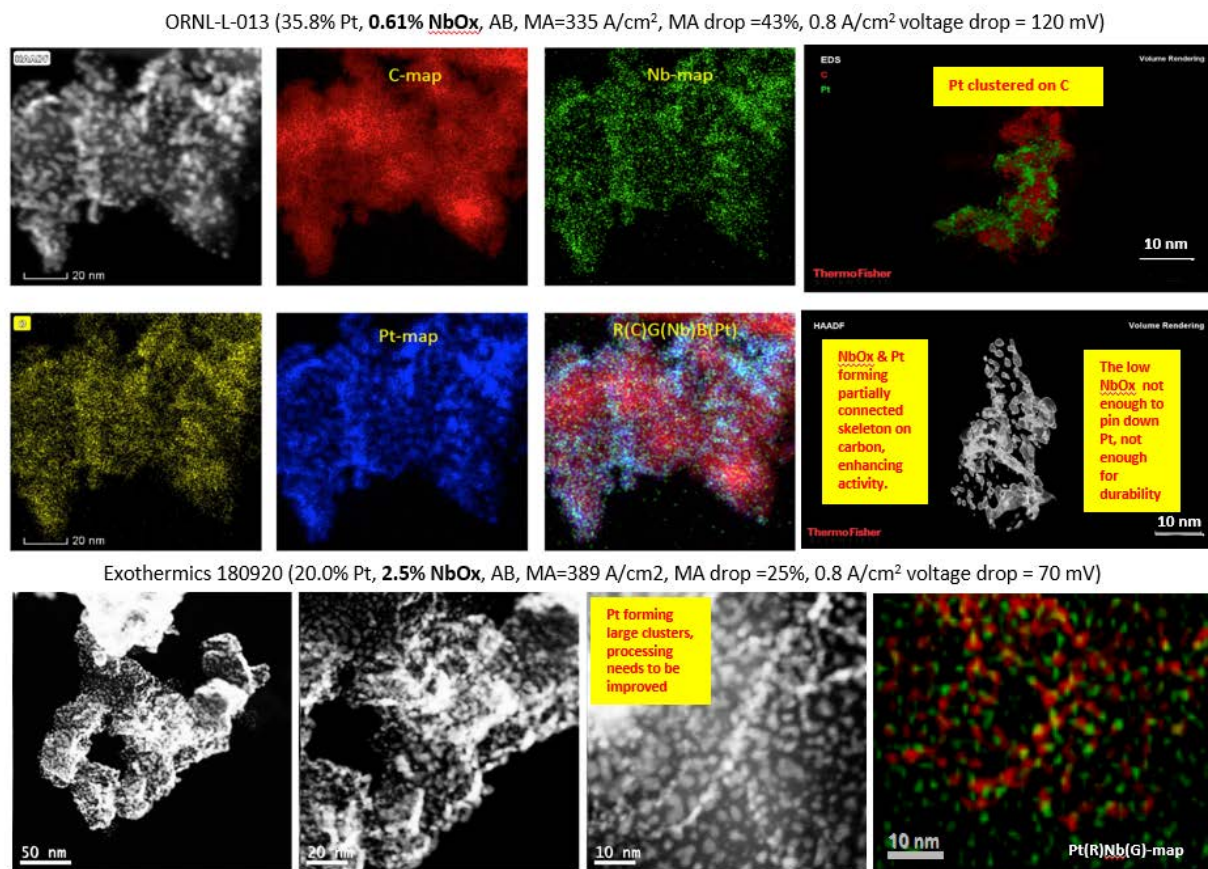 ORNL-L-013 (35.8% Pt, 0.61% NbOx, AB, MA=335 A/cm², MA drop =43%, 0.8 A/cm² voltage drop = 120 mV)
HAADF
20 nm
C-map
Nb-map
EDS
C
Pt
Volume Rendering
Pt clustered on C
10 nm
ThermoFisher
20 nm
Pt-map
R(C)G(Nb)B(Pt)
HAADF
Volume Rendering
NbOx & Pt
forming
partially
connected
skeleton on
carbon,
enhancing
activity.
The low
NbOx not
enough to
pin down
Pt, not
enough
for
durability
10 nm
ThermoFisher
Exothermics 180920 (20.0% Pt, 2.5% NbOx, AB, MA=389 A/cm2, MA drop =25%, 0.8 A/cm² voltage drop = 70 mV)
50 nm
20 nm
Pt forming
large clusters,
processing
needs to be
improved
10 nm
10 nm
Pt(R)Nb(G)-map